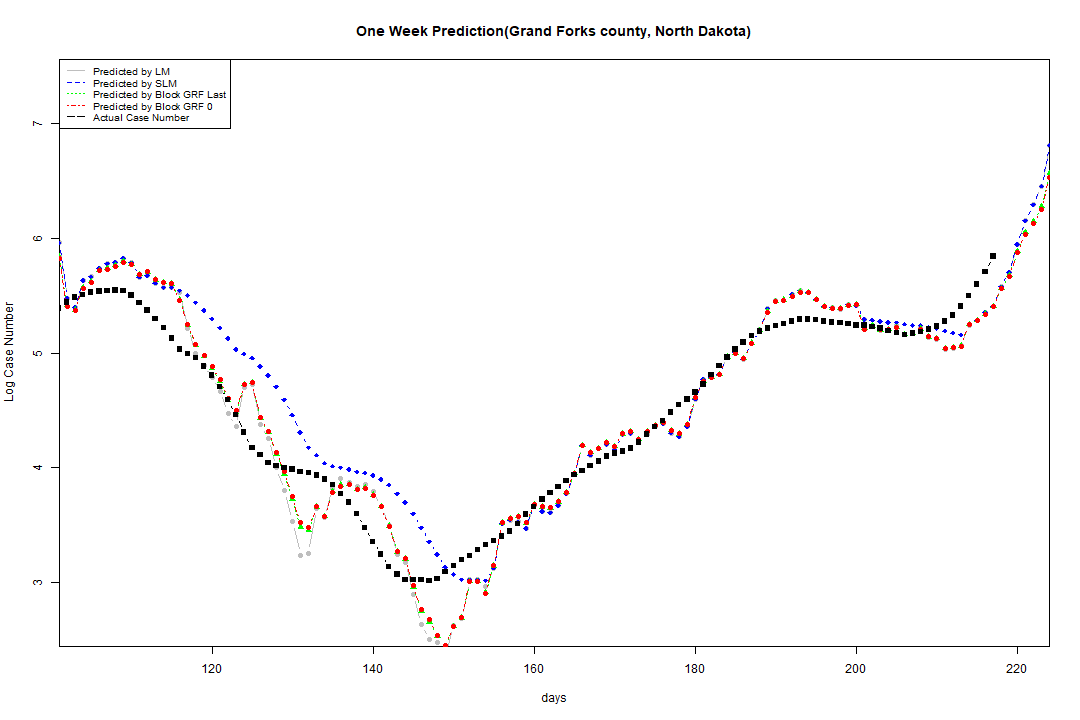 One Week Prediction(Grand Forks county, North Dakota)
Predicted by LM
Predicted by SLM
Predicted by Block GRF Last
Predicted by Block GRF 0
Actual Case Number
7
6
5
4
3
Log Case Number
120
140
160
180
200
220
days